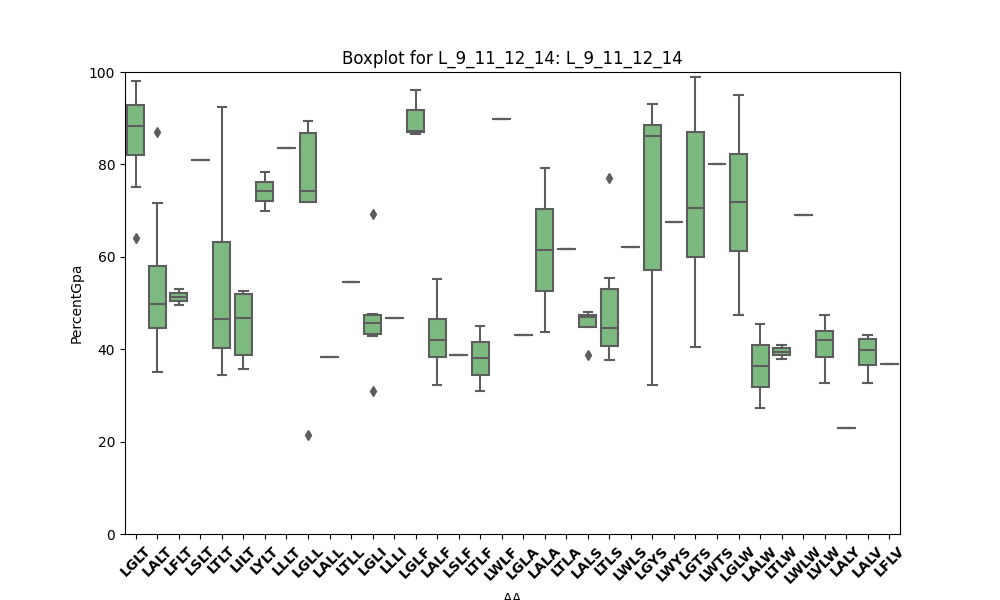 Boxplot for L_9_11_12_14: L_9_11_12_14
PercentGpa
100
80
60
40
20
0
LGLT LALT LFLT LSLT LTLT LILT LYLT LLLT LGLL LALL LTLL LGLI LLLI LGLF LALF LSLF LTLF LWLF LGLA LALA LTLA LALS LTLS LWLS LGYS LWYS LGTS LWTS LGLW LALW LTLW LWLW LVLW LALY LALV LFLV
AA